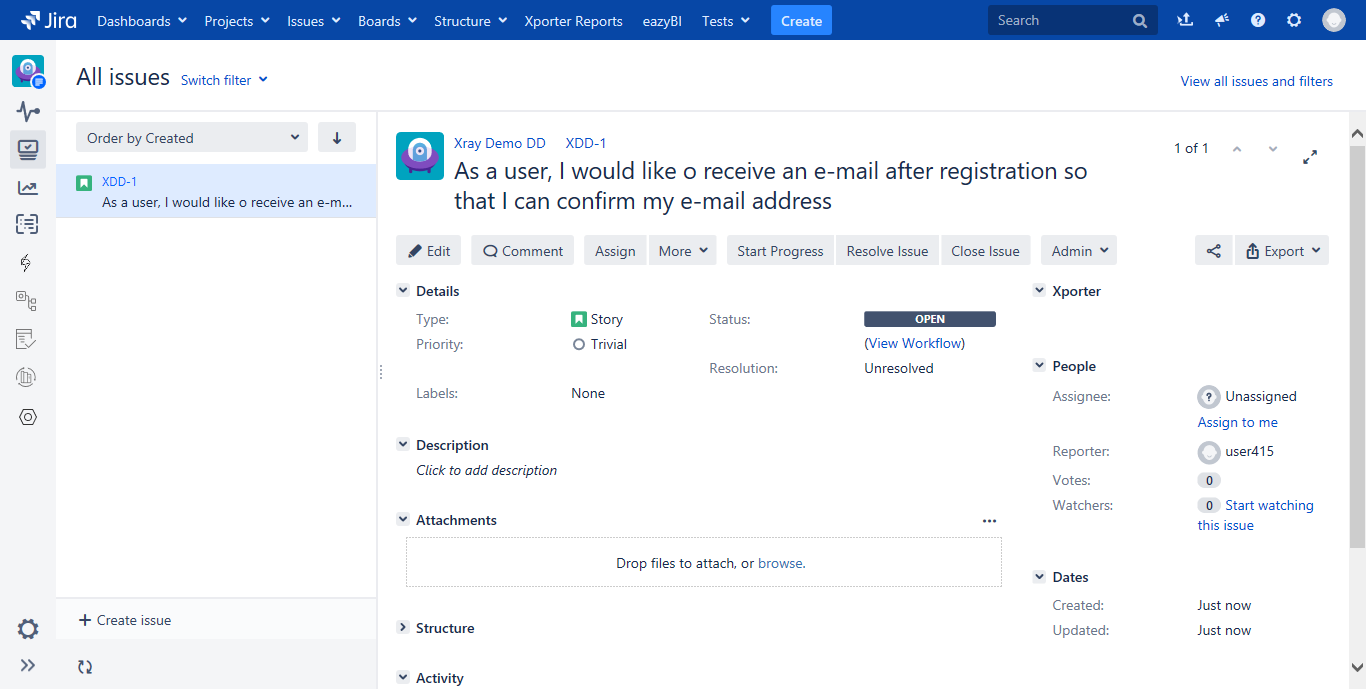 Jira Dashboards Projects Issues Boards Structure Xporter Reports eazyBI Tests Create Search
All issues Switch filter
View all issues and filters
Order by Created
XDD-1
As a user, I would like o receive an e-m...
Create issue
Xray Demo DD XDD-1
As a user, I would like o receive an e-mail after registration so
that I can confirm my e-mail address
1 of 1
Edit Comment Assign More Start Progress Resolve Issue Close Issue Admin Export
Details
Type: Story Status: OPEN
(View Workflow)
Priority: Trivial
Resolution: Unresolved
Labels: None
Description
Click to add description
Attachments
Drop files to attach, or browse.
Structure
Activity
Xporter
People
Assignee: ? Unassigned
Assign to me
Reporter: user415
Votes: 0
Watchers: 0 Start watching
this issue
Dates
Created: Just now
Updated: Just now